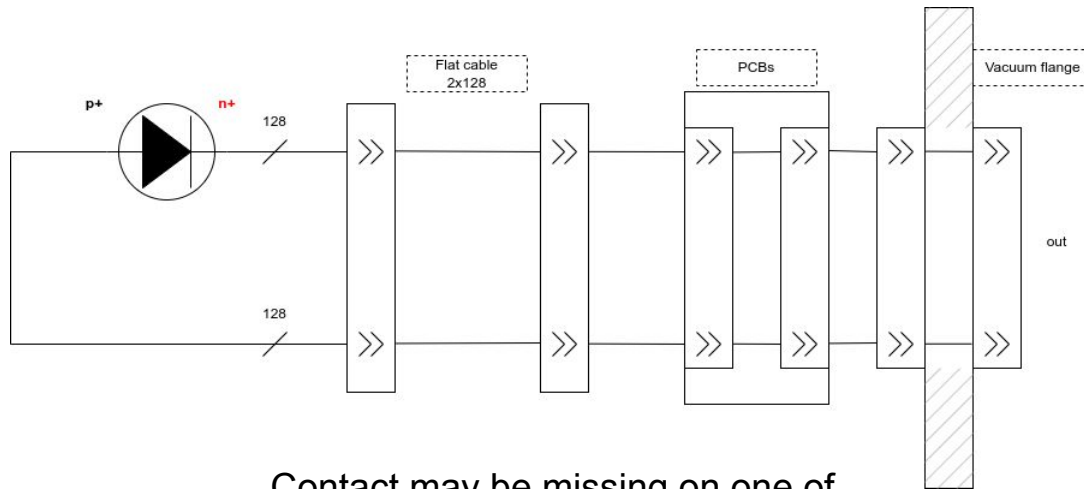 Flat cable
2x128
PCBs
Vacuum flange
p+
n+
128
128
out
Contact may be missing on one of